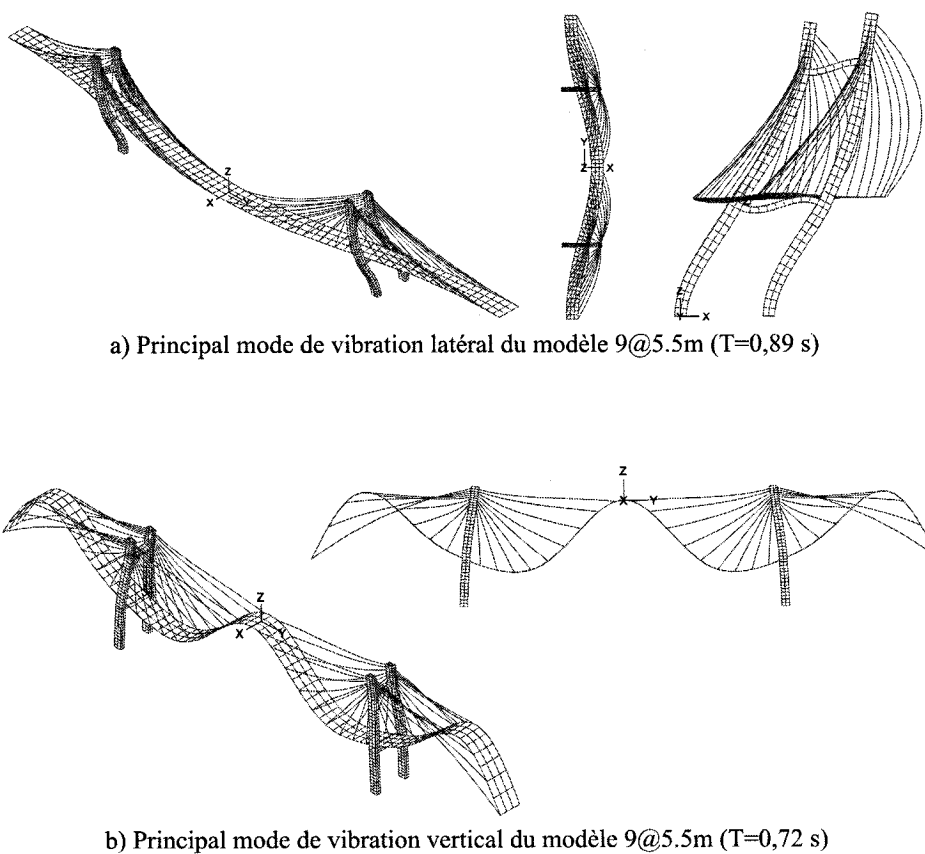 Z
X
Y
Z X
Z
X
a) Principal mode de vibration latéral du modèle 9@5.5m (T=0,89 s)
Z
X Y
Z
X Y
b) Principal mode de vibration vertical du modèle 9@5.5m (T=0,72 s)